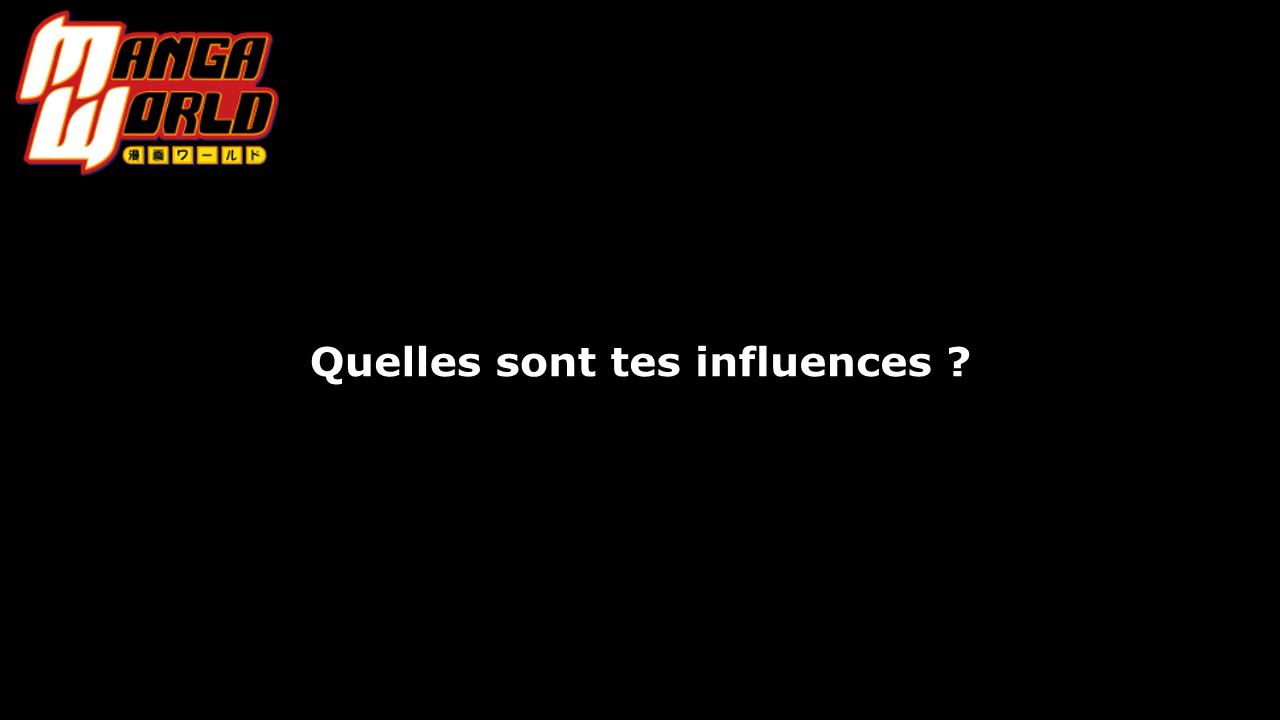 MANGA
WORLD
漫画ワールド
Quelles sont tes influences ?